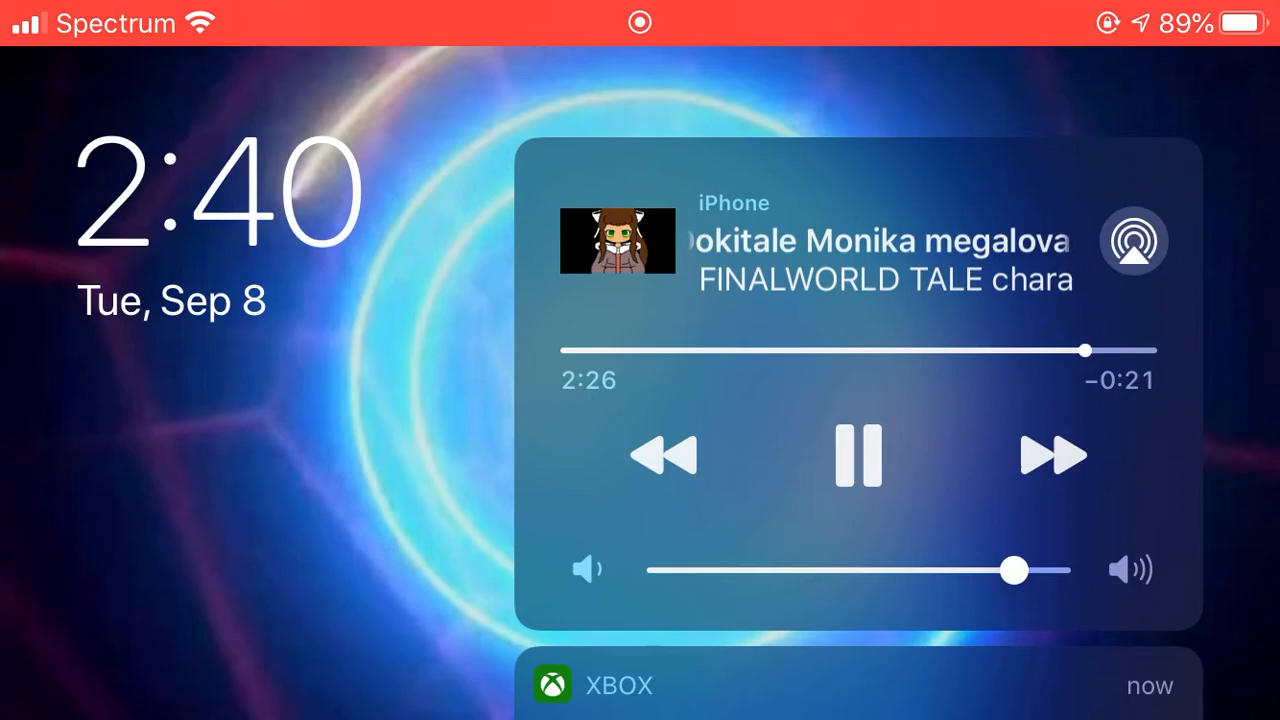 Spectrum
89%
2:40
Tue, Sep 8
iPhone
okitale Monika megalova
FINALWORLD TALE chara
2:26
−0:21
XBOX
now